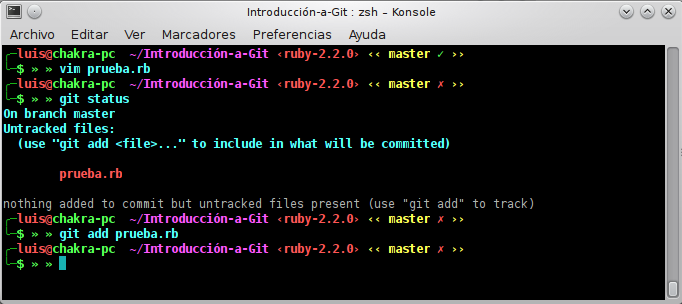 Introducción-a-Git : zsh – Konsole
Archivo Editar Ver Marcadores Preferencias Ayuda
╭─luis@chakra-pc ~/Introducción-a-Git ‹ruby-2.2.0› ‹‹ master ✓ ››
╰─$ » » vim prueba.rb
╭─luis@chakra-pc ~/Introducción-a-Git ‹ruby-2.2.0› ‹‹ master ✗ ››
╰─$ » » git status
On branch master
Untracked files:
(use "git add <file>..." to include in what will be committed)
prueba.rb
nothing added to commit but untracked files present (use "git add" to track)
╭─luis@chakra-pc ~/Introducción-a-Git ‹ruby-2.2.0› ‹‹ master ✗ ››
╰─$ » » git add prueba.rb
╭─luis@chakra-pc ~/Introducción-a-Git ‹ruby-2.2.0› ‹‹ master ✗ ››
╰─$ » »